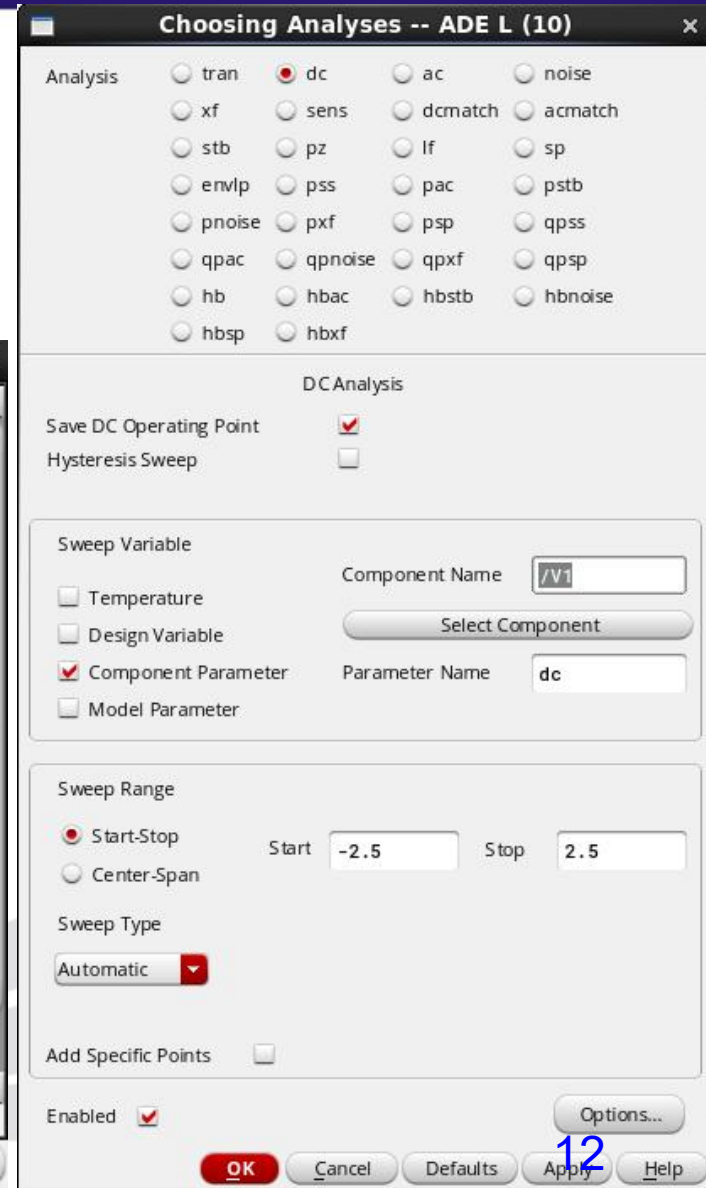 Choosing Analyses -- ADE L (10)
Analysis tran dc ac noise
xf sens dcmatch acmatch
stb pz lf sp
envlp pss pac pstb
pnoise pxf psp qpss
qpac qpnoise qpxf qpsp
hb hbac hbstb hbnoise
hbsp hbxf
DC Analysis
Save DC Operating Point
Hysteresis Sweep
Sweep Variable
Temperature
Design Variable
Component Parameter
Model Parameter
Component Name /V1
Select Component
Parameter Name dc
Sweep Range
Start-Stop
Center-Span
Start -2.5 Stop 2.5
Sweep Type
Automatic
Add Specific Points
Enabled
Options...
OK Cancel Defaults Apply Help
12